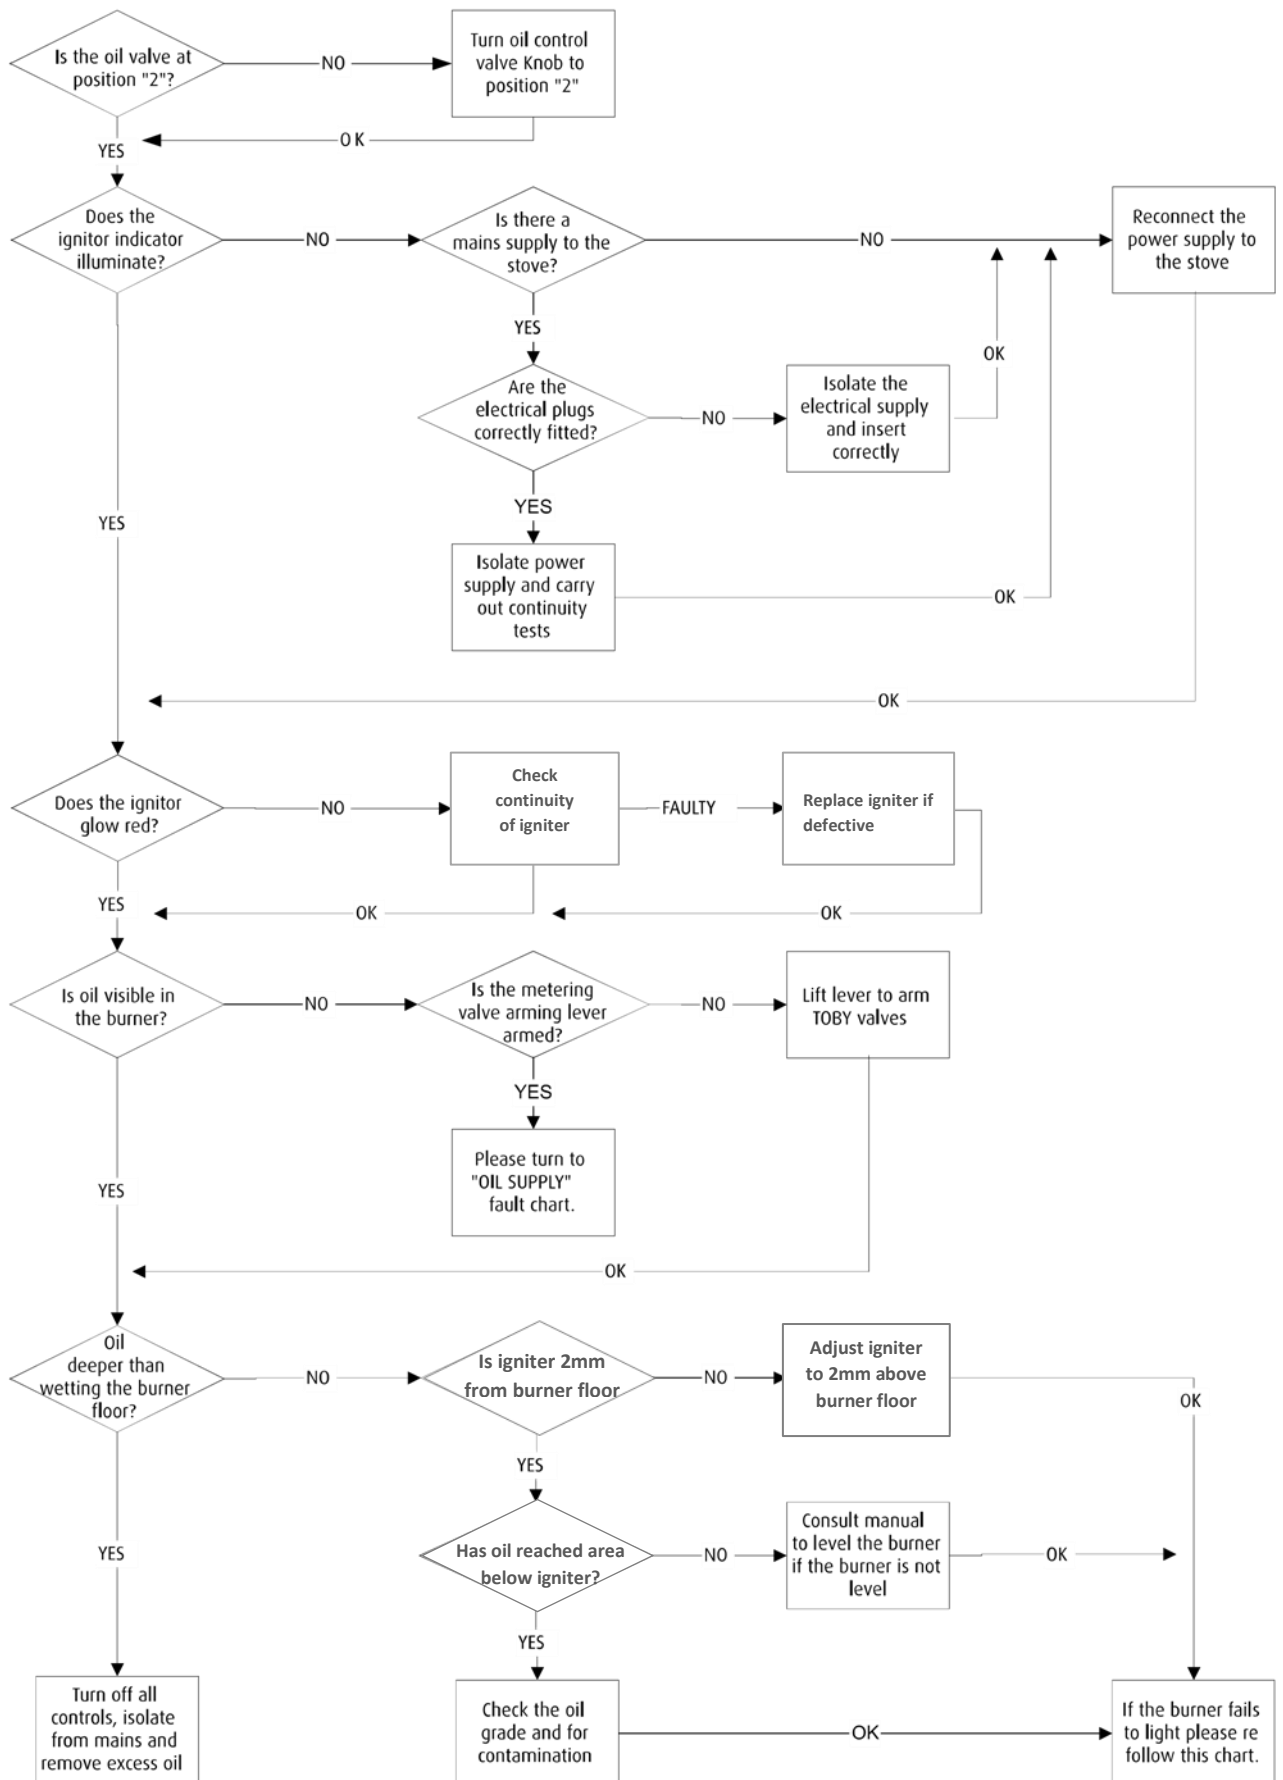 Is the oil valve at
position "2"?
NO
Turn oil control
valve Knob to
position "2"
OK
YES
Does the
ignitor indicator
illuminate?
NO
Is there a
mains supply to the
stove?
NO
Reconnect the
power supply to
the stove
YES
OK
Are the
electrical plugs
correctly fitted?
NO
Isolate the
electrical supply
and insert
correctly
YES
YES
Isolate power
supply and carry
out continuity
tests
OK
OK
Does the ignitor
glow red?
NO
Check
continuity
of igniter
FAULTY
Replace igniter if
defective
YES
OK
OK
Is oil visible in
the burner?
NO
Is the metering
valve arming lever
armed?
NO
Lift lever to arm
TOBY valves
YES
Please turn to
"OIL SUPPLY"
fault chart.
YES
OK
Oil
deeper than
wetting the burner
floor?
NO
Is igniter 2mm
from burner floor
NO
Adjust igniter
to 2mm above
burner floor
OK
YES
YES
Has oil reached area
below igniter?
NO
Consult manual
to level the burner
if the burner is not
level
OK
YES
Turn off all
controls, isolate
from mains and
remove excess oil
Check the oil
grade and for
contamination
OK
If the burner fails
to light please re
follow this chart.